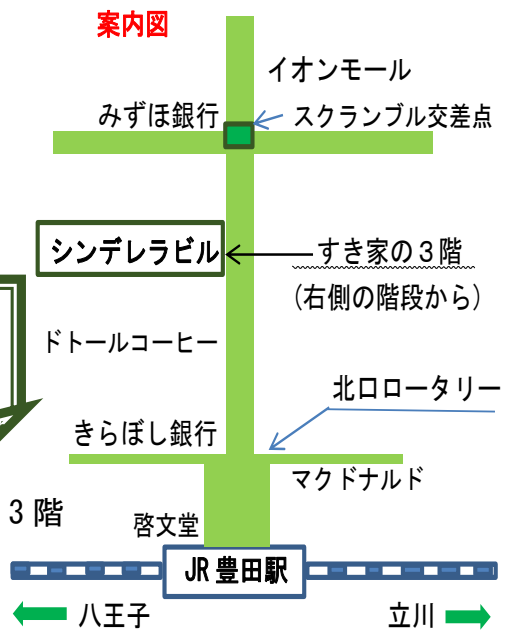 案内図
イオンモール
みずほ銀行
スクランブル交差点
シンデレラビル
すき家の３階
(右側の階段から)
ドトールコーヒー
北口ロータリー
きらぼし銀行
マクドナルド
3階
啓文堂
JR 豊田駅
八王子
立川